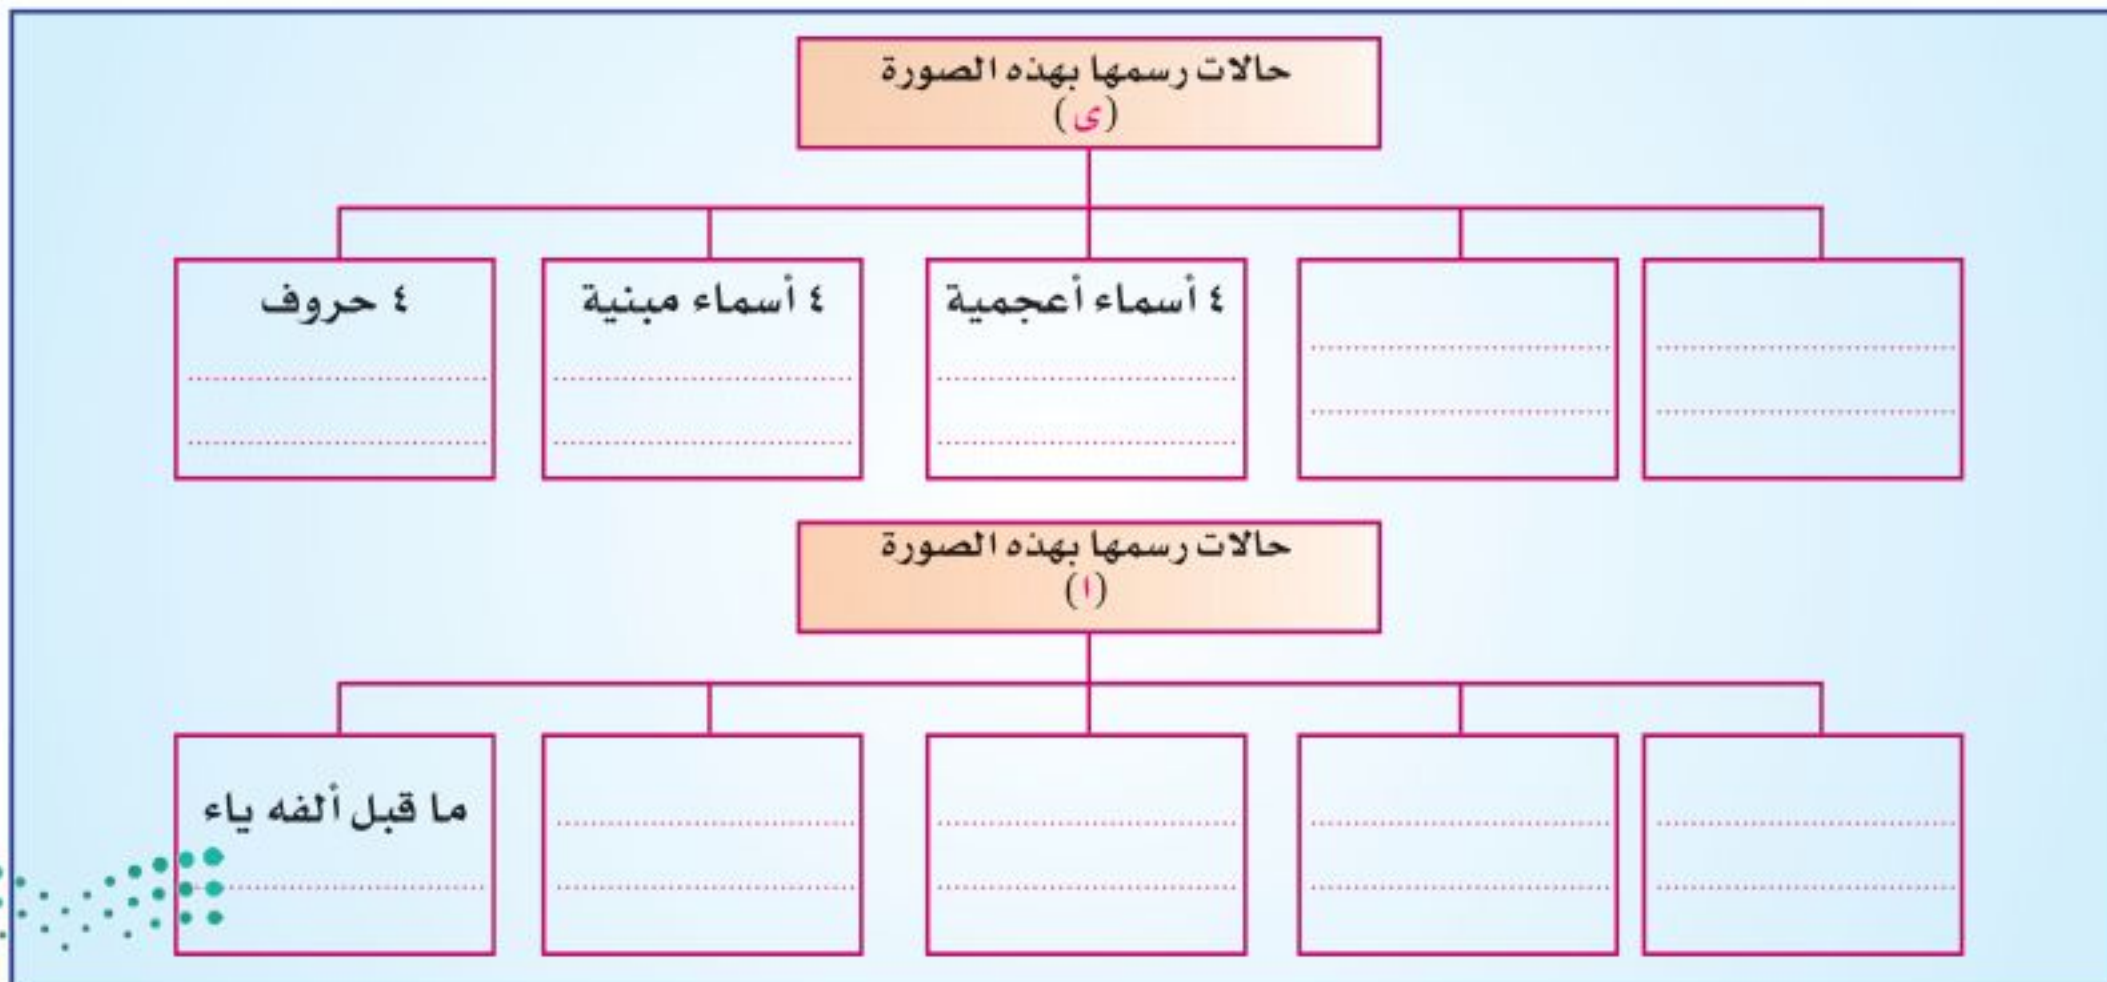 حالات رسمها بهذه الصورة
(ى)
٤ أسماء أعجمية
٤ أسماء مبنية
٤ حروف
حالات رسمها بهذه الصورة
(ا)
ما قبل ألفه ياء